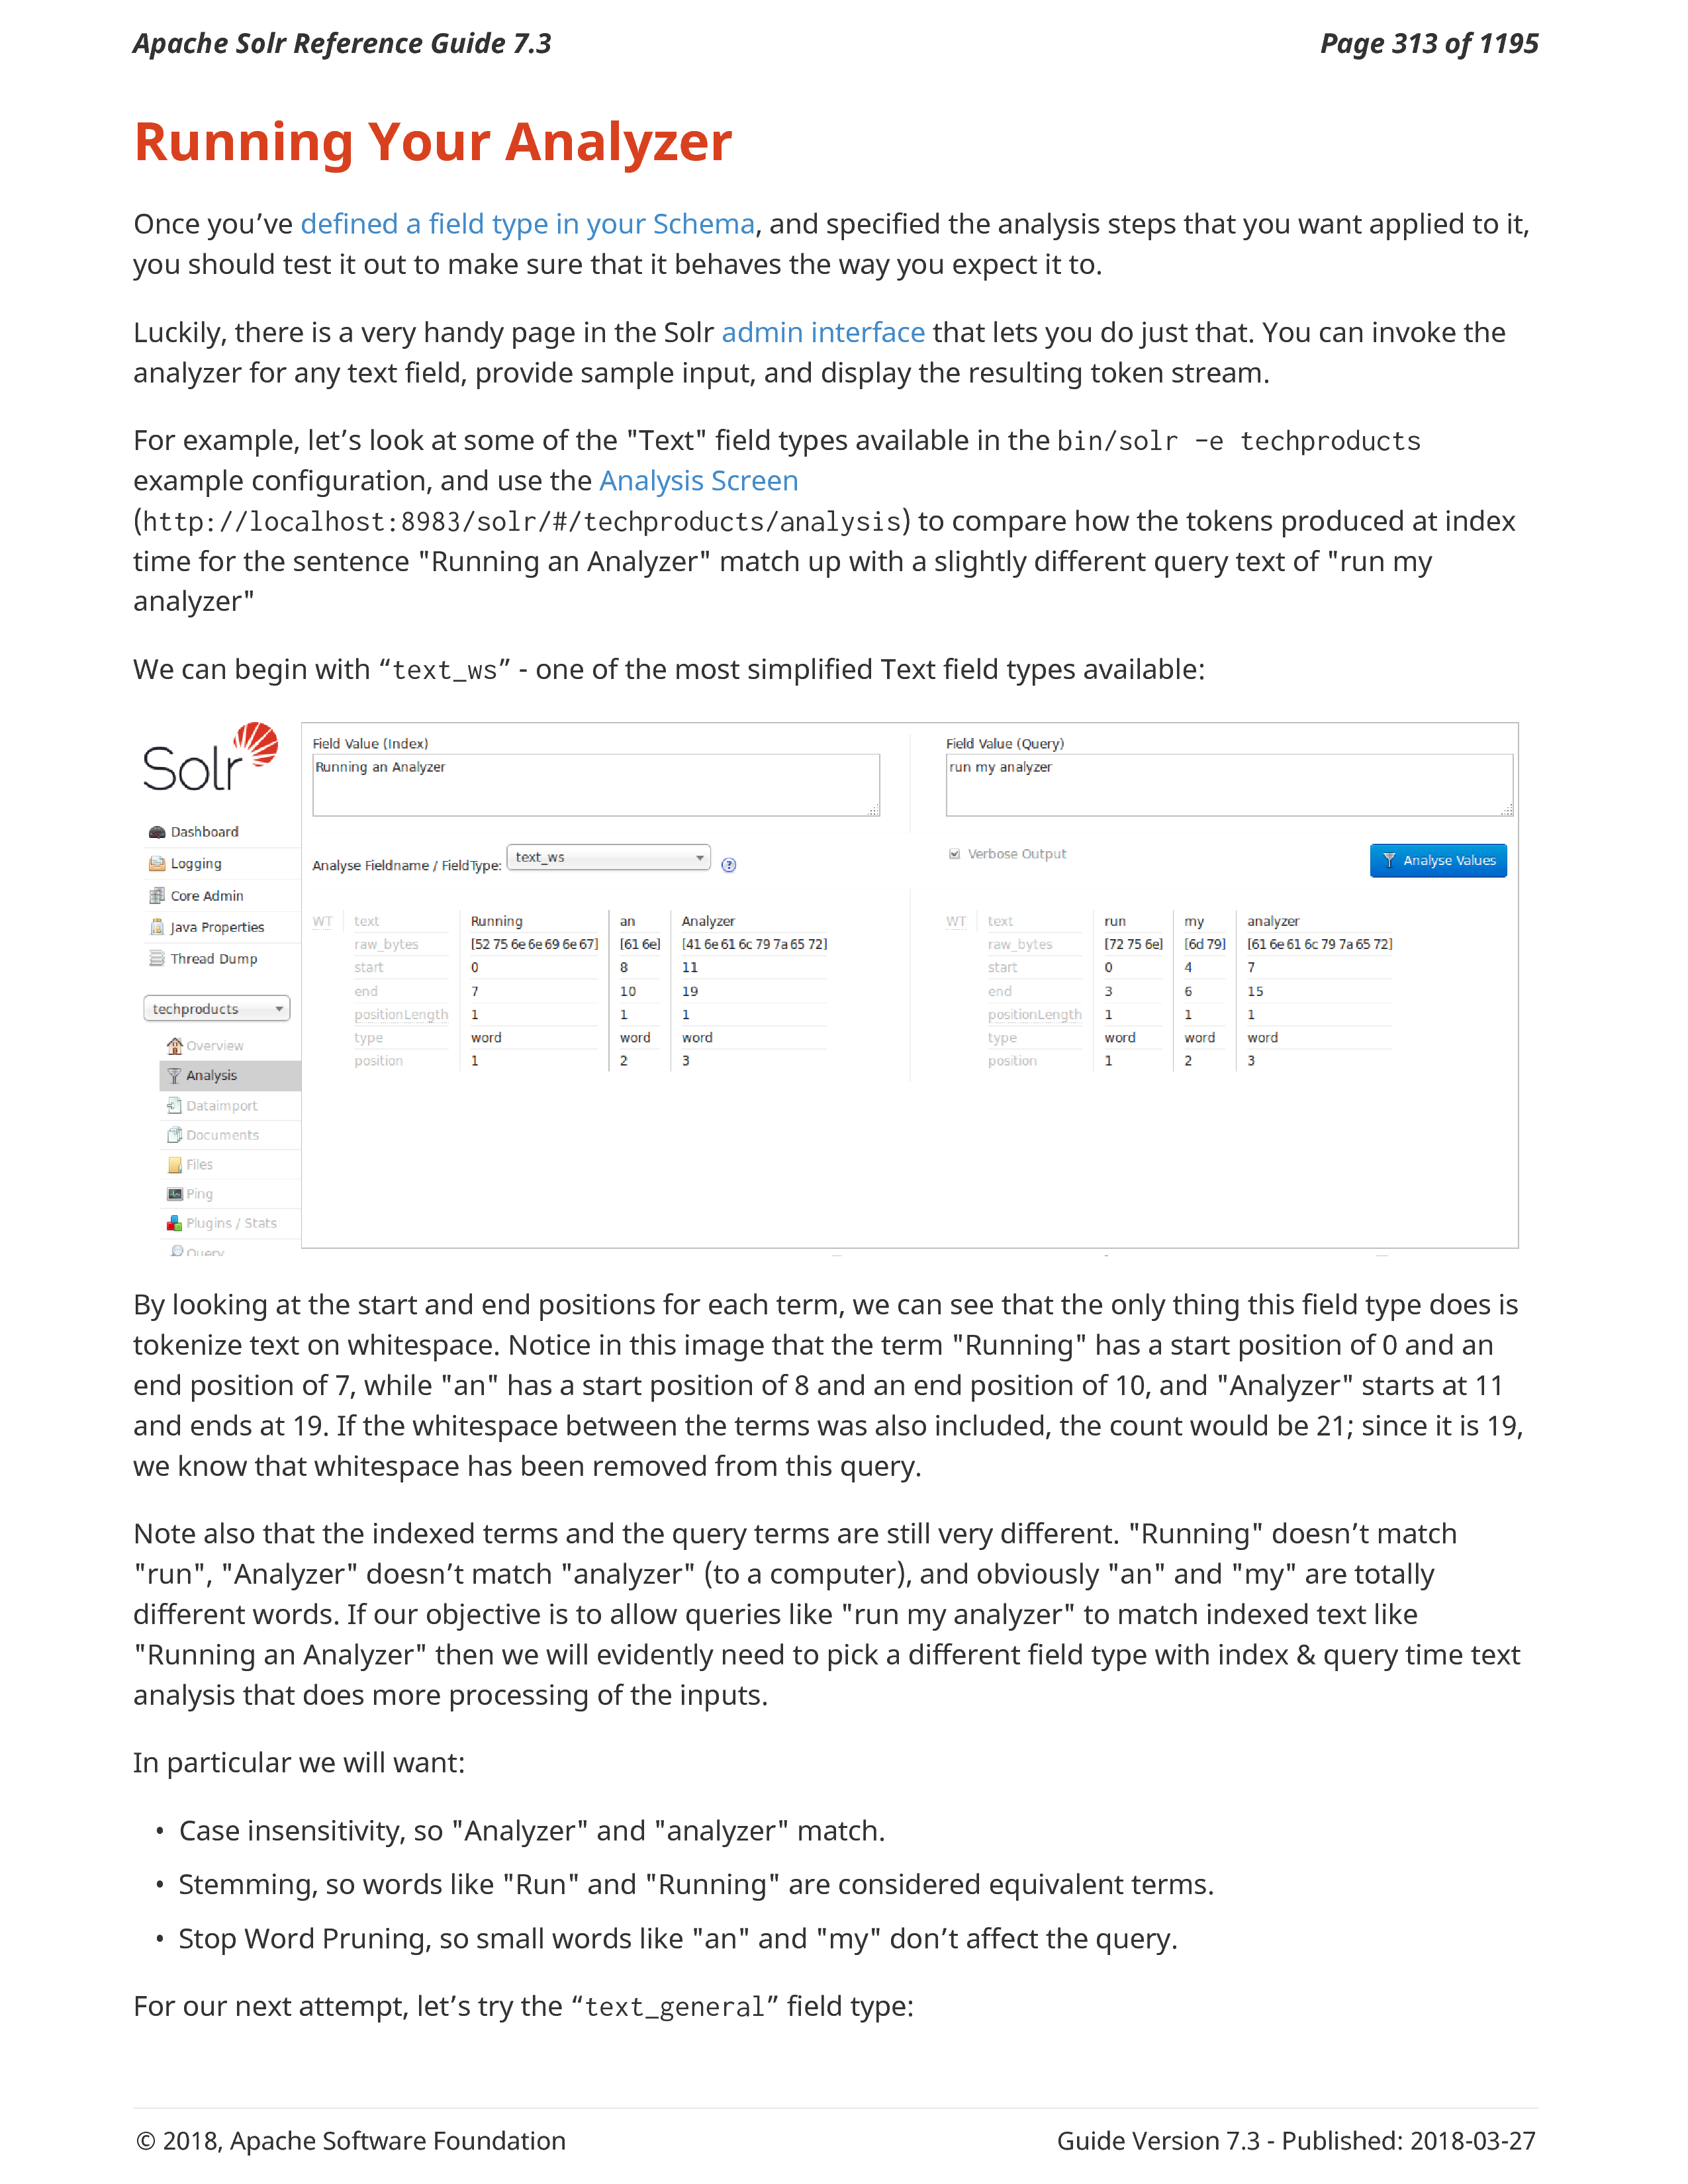 Apache Solr Reference Guide 7.3
Page 313 of 1195
Running Your Analyzer
Once you’ve defined a field type in your Schema, and specified the analysis steps that you want applied to it,
you should test it out to make sure that it behaves the way you expect it to.
Luckily, there is a very handy page in the Solr admin interface that lets you do just that. You can invoke the
analyzer for any text field, provide sample input, and display the resulting token stream.
For example, let’s look at some of the "Text" field types available in the bin/solr -e techproducts
example configuration, and use the Analysis Screen
(http://localhost:8983/solr/#/techproducts/analysis) to compare how the tokens produced at index
time for the sentence "Running an Analyzer" match up with a slightly different query text of "run my
analyzer"
We can begin with “text_ws” - one of the most simplified Text field types available:
Solr
Dashboard
Logging
Core Admin
Java Properties
Thread Dump
techproducts
Overview
Analysis
Dataimport
Documents
Files
Ping
Plugins / Stats
Query
Field Value (Index)
Running an Analyzer
Field Value (Query)
run my analyzer
Analyse Fieldname / FieldType: text_ws
Verbose Output
Analyse Values
WT text Running an Analyzer
raw_bytes [52 75 6e 6e 69 6e 67] [61 6e] [41 6e 61 6c 79 7a 65 72]
start 0 8 11
end 7 10 19
positionLength 1 1 1
type word word word
position 1 2 3
WT text run my analyzer
raw_bytes [72 75 6e] [6d 79] [61 6e 61 6c 79 7a 65 72]
start 0 4 7
end 3 6 15
positionLength 1 1 1
type word word word
position 1 2 3
By looking at the start and end positions for each term, we can see that the only thing this field type does is
tokenize text on whitespace. Notice in this image that the term "Running" has a start position of 0 and an
end position of 7, while "an" has a start position of 8 and an end position of 10, and "Analyzer" starts at 11
and ends at 19. If the whitespace between the terms was also included, the count would be 21; since it is 19,
we know that whitespace has been removed from this query.
Note also that the indexed terms and the query terms are still very different. "Running" doesn’t match
"run", "Analyzer" doesn’t match "analyzer" (to a computer), and obviously "an" and "my" are totally
different words. If our objective is to allow queries like "run my analyzer" to match indexed text like
"Running an Analyzer" then we will evidently need to pick a different field type with index & query time text
analysis that does more processing of the inputs.
In particular we will want:
• Case insensitivity, so "Analyzer" and "analyzer" match.
• Stemming, so words like "Run" and "Running" are considered equivalent terms.
• Stop Word Pruning, so small words like "an" and "my" don’t affect the query.
For our next attempt, let’s try the “text_general” field type:
© 2018, Apache Software Foundation
Guide Version 7.3 - Published: 2018-03-27